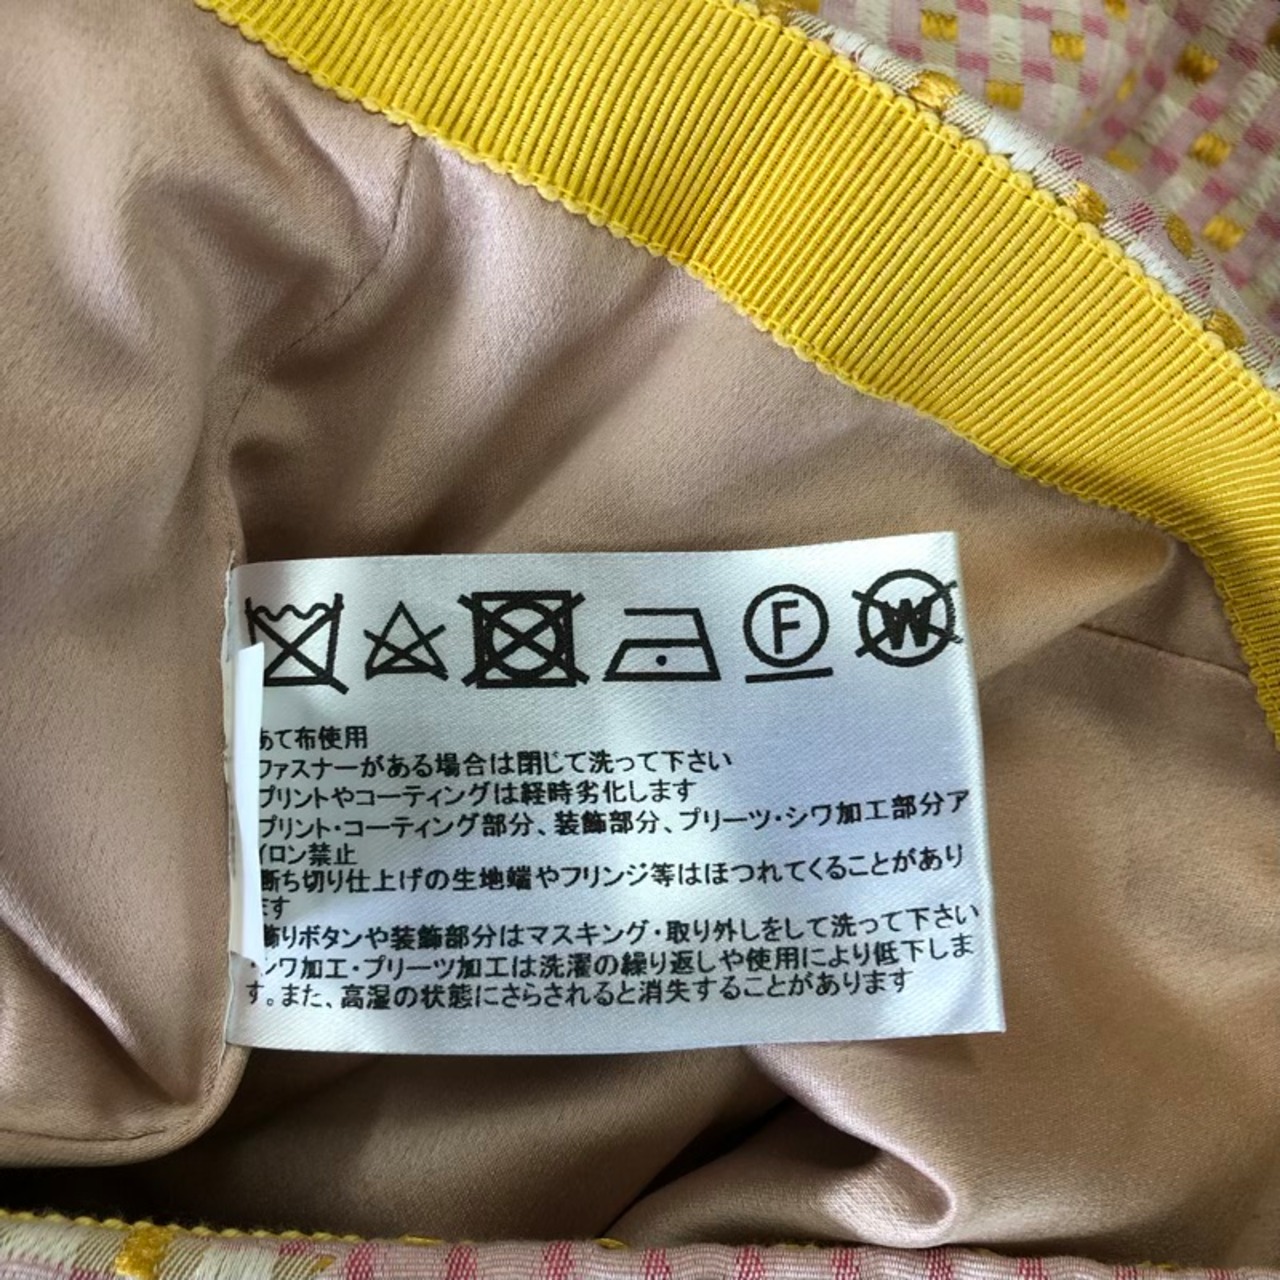 F
W
あて布使用
ファスナーがある場合は閉じて洗って下さい
プリントやコーティングは経時劣化します
プリント・コーティング部分、装飾部分、プリーツ・シワ加工部分ア
イロン禁止
断ち切り仕上げの生地端やフリンジ等はほつれてくることがあり
ます
飾りボタンや装飾部分はマスキング・取り外しをして洗って下さい
・シワ加工・プリーツ加工は洗濯の繰り返しや使用により低下しま
す。また、高湿の状態にさらされると消失することがあります